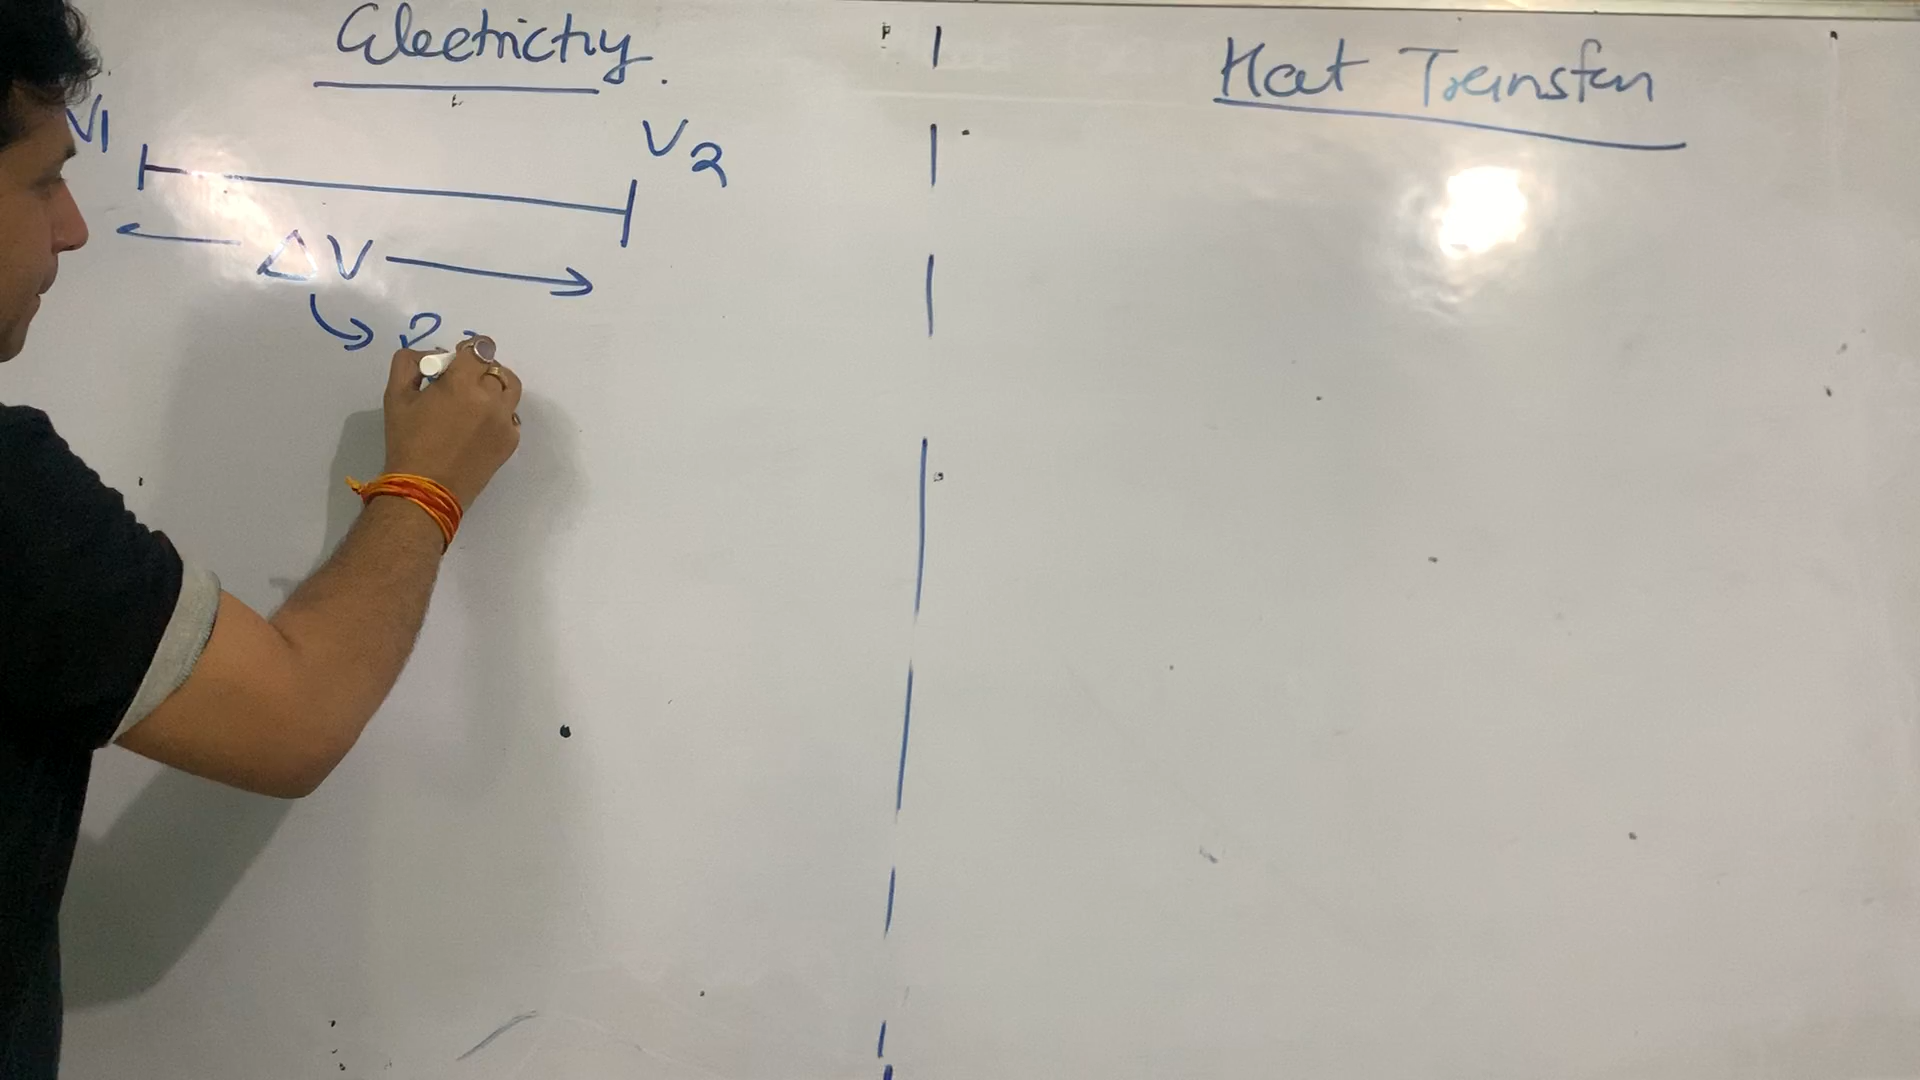 Electricity.
Heat Transfer
V1
V2
ΔV